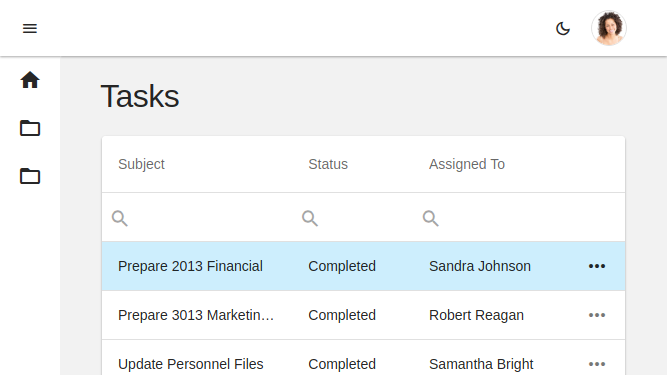 Tasks
Subject Status Assigned To
Prepare 2013 Financial Completed Sandra Johnson
Prepare 3013 Marketin… Completed Robert Reagan
Update Personnel Files Completed Samantha Bright